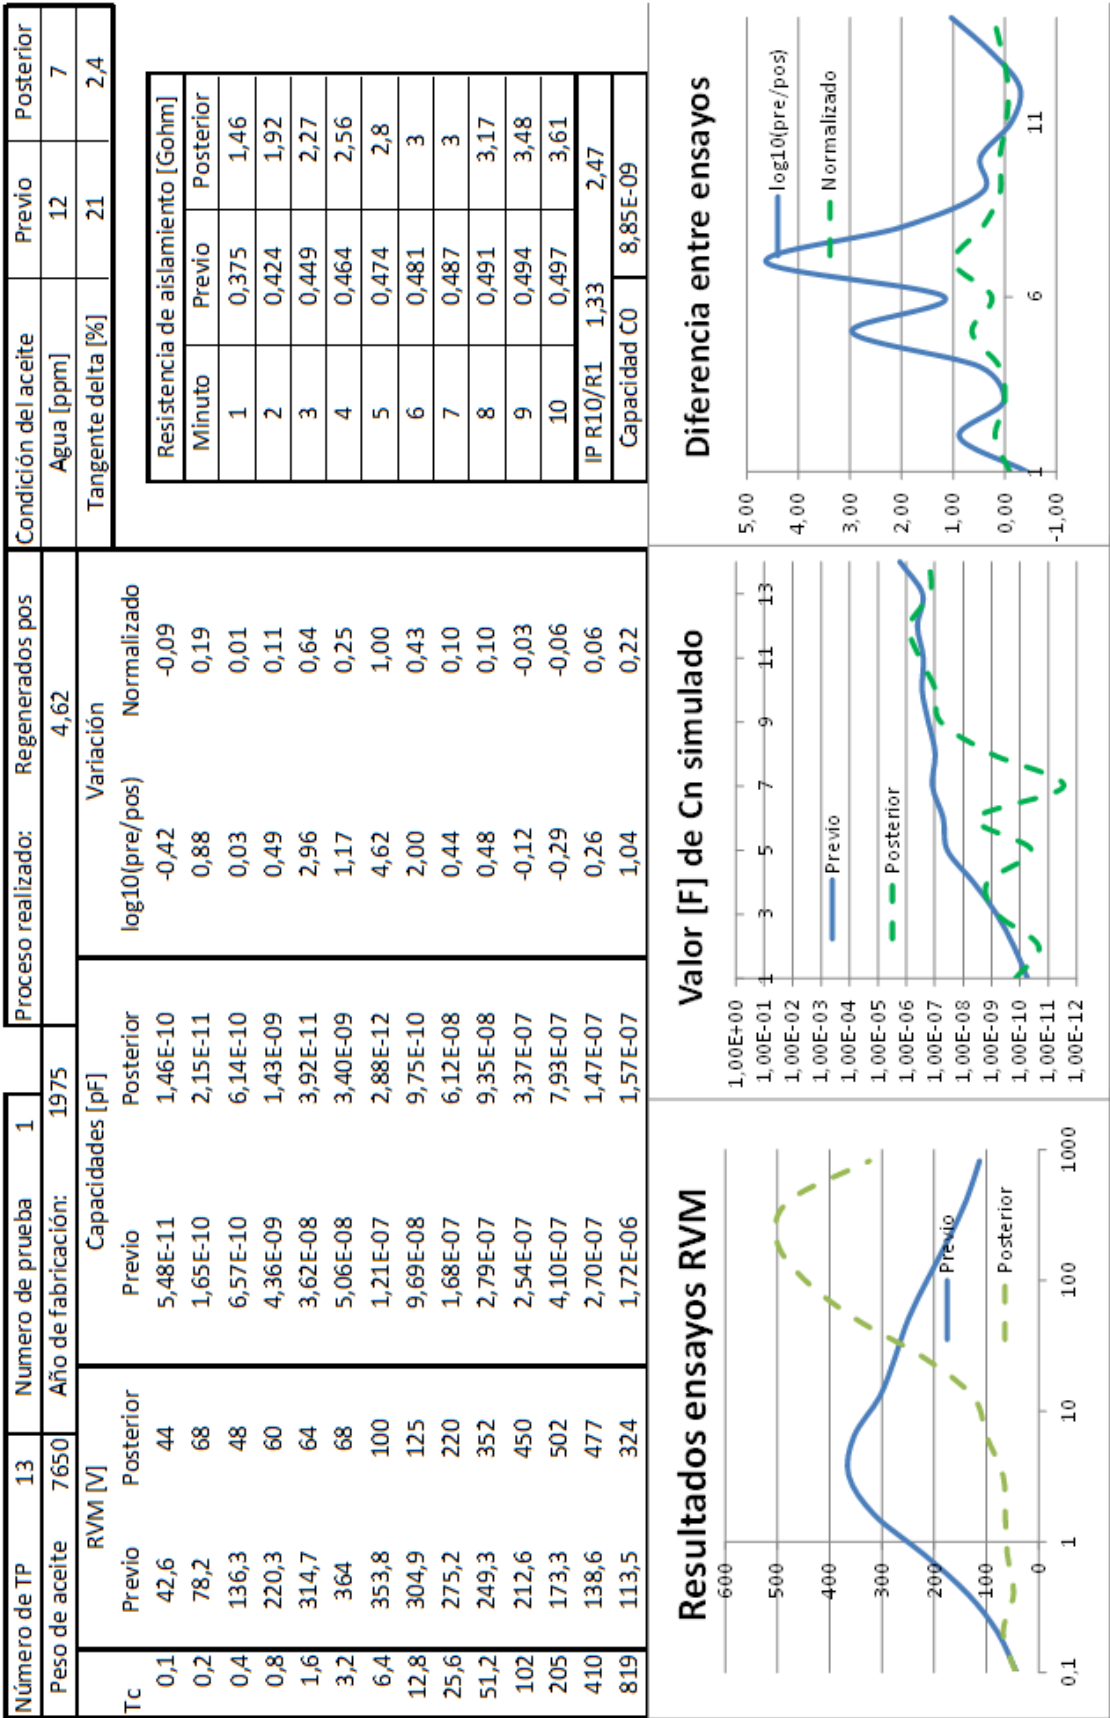 Número de TP 13 Numero de prueba 1 Proceso realizado: Regenerados pos Condición del aceite Previo Posterior
Peso de aceite 7650 Año de fabricación: 1975 4,62 Agua [ppm] 12 7
RVM [V] Capacidades [pF] Variación Tangente delta [%] 21 2,4
Tc Previo Posterior Previo Posterior log10(pre/pos) Normalizado
0,1 42,6 44 5,48E-11 1,46E-10 -0,42 -0,09
0,2 78,2 68 1,65E-10 2,15E-11 0,88 0,19
0,4 136,3 48 6,57E-10 6,14E-10 0,03 0,01
0,8 220,3 60 4,36E-09 1,43E-09 0,49 0,11
1,6 314,7 64 3,62E-08 3,92E-11 2,96 0,64
3,2 364 68 5,06E-08 3,40E-09 1,17 0,25
6,4 353,8 100 1,21E-07 2,88E-12 4,62 1,00
12,8 304,9 125 9,69E-08 9,75E-10 2,00 0,43
25,6 275,2 220 1,68E-07 6,12E-08 0,44 0,10
51,2 249,3 352 2,79E-07 9,35E-08 0,48 0,10
102 212,6 450 2,54E-07 3,37E-07 -0,12 -0,03
205 173,3 502 4,10E-07 7,93E-07 -0,29 -0,06
410 138,6 477 2,70E-07 1,47E-07 0,26 0,06
819 113,5 324 1,72E-06 1,57E-07 1,04 0,22
Resistencia de aislamiento [Gohm]
Minuto Previo Posterior
1 0,375 1,46
2 0,424 1,92
3 0,449 2,27
4 0,464 2,56
5 0,474 2,8
6 0,481 3
7 0,487 3
8 0,491 3,17
9 0,494 3,48
10 0,497 3,61
IP R10/R1 1,33 2,47
Capacidad C0 8,85E-09
Resultados ensayos RVM
600
500
400
300
200
100
0
0,1 1 10 100 1000
Previo
Posterior
Valor [F] de Cn simulado
1,00E+00
1,00E-01
1,00E-02
1,00E-03
1,00E-04
1,00E-05
1,00E-06
1,00E-07
1,00E-08
1,00E-09
1,00E-10
1,00E-11
1,00E-12
1 3 5 7 9 11 13
Previo
Posterior
Diferencia entre ensayos
5,00
4,00
3,00
2,00
1,00
0,00
-1,00
1 6 11
log10(pre/pos)
Normalizado